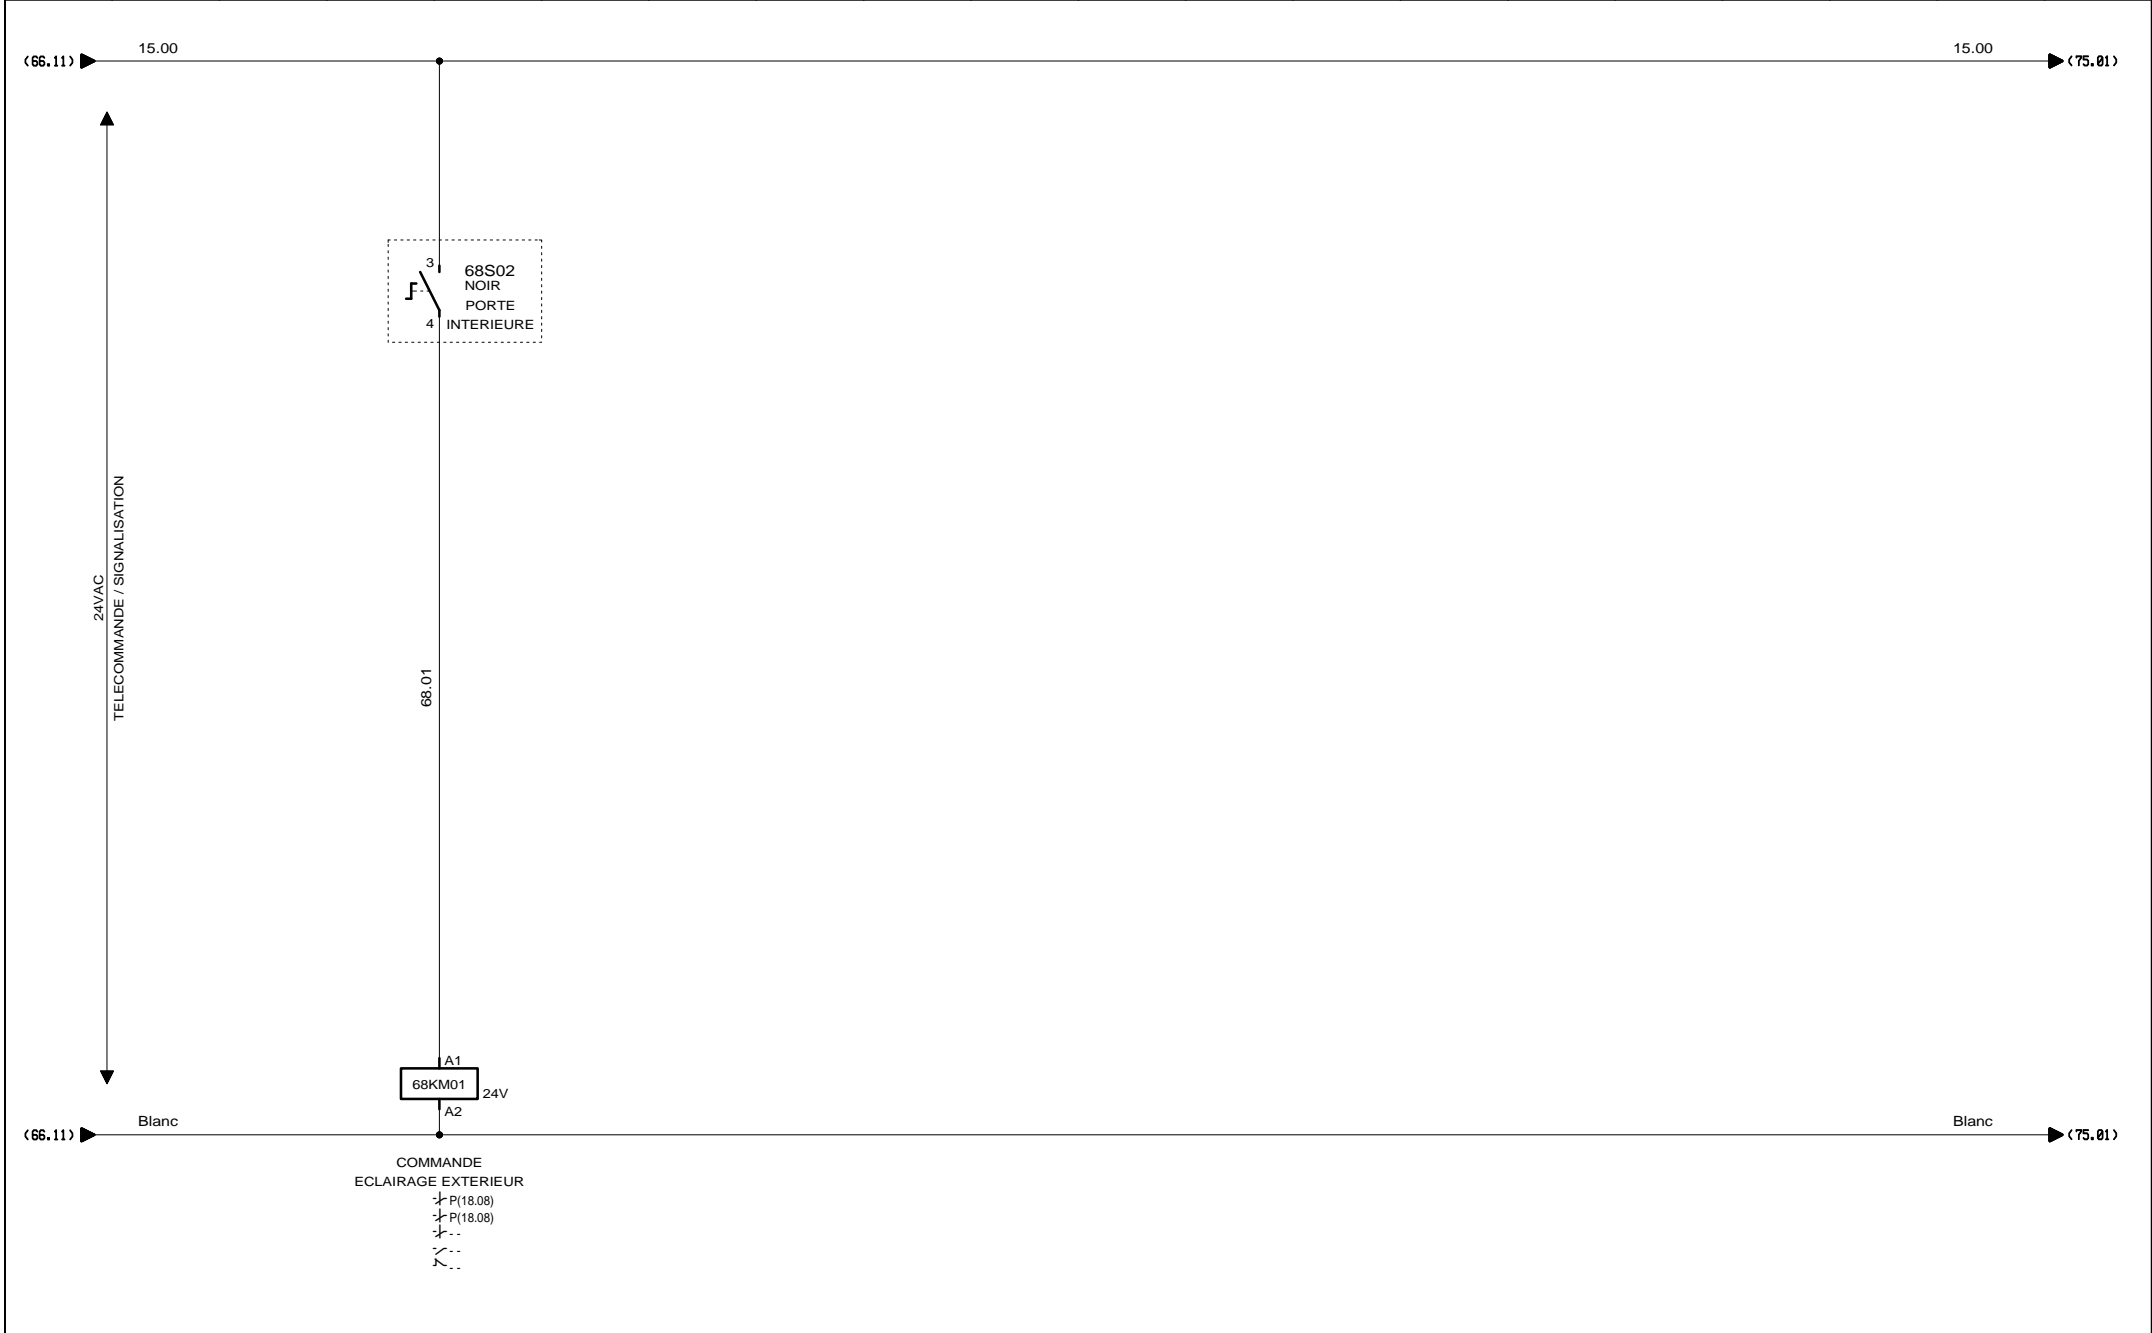 15.00
15.00
(66.11)
(75.01)
3
68S02
NOIR
PORTE
4
INTERIEURE
24VAC
TELECOMMANDE / SIGNALISATION
68.01
A1
68KM01
24V
A2
Blanc
Blanc
(66.11)
(75.01)
COMMANDE
ECLAIRAGE EXTERIEUR
P(18.08)
P(18.08)